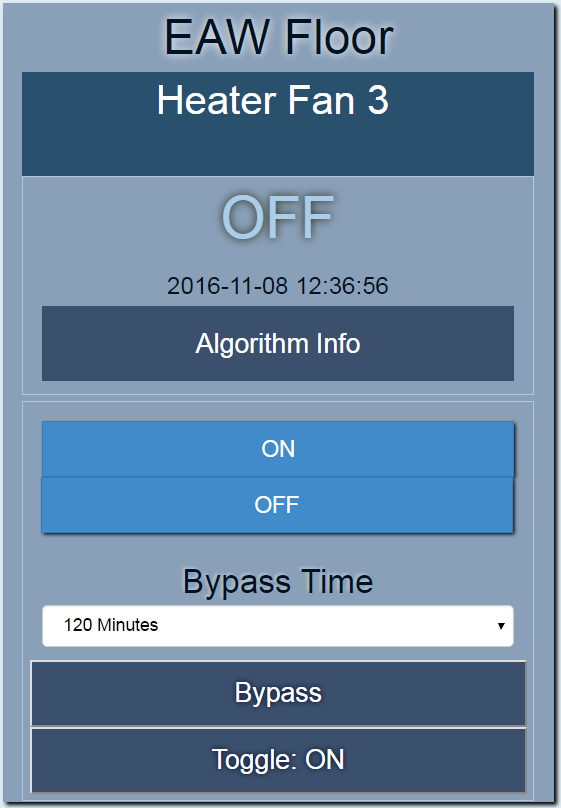 EAW Floor
Heater Fan 3
OFF
2016-11-08 12:36:56
Algorithm Info
ON
OFF
Bypass Time
120 Minutes
Bypass
Toggle: ON